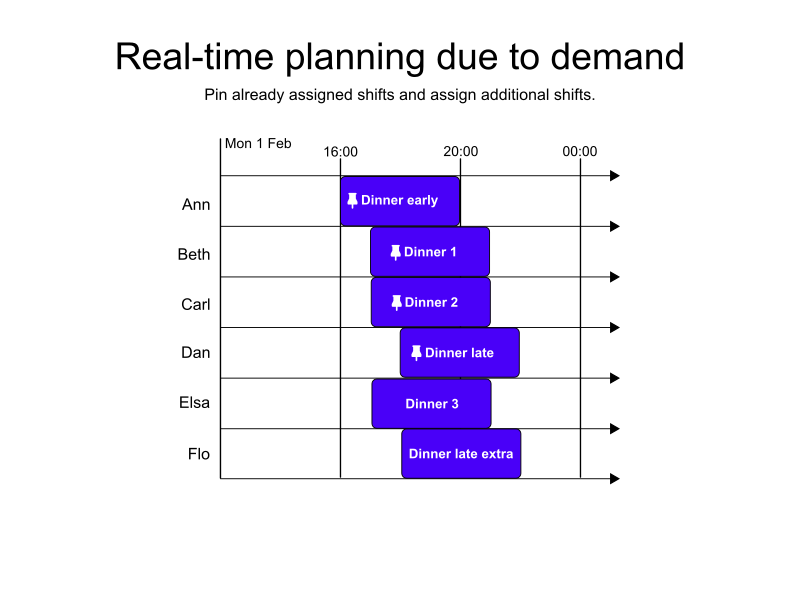 Real-time planning due to demand
Pin already assigned shifts and assign additional shifts.
Mon 1 Feb
16:00
20:00
00:00
Ann
Dinner early
Beth
Dinner 1
Carl
Dinner 2
Dan
Dinner late
Elsa
Dinner 3
Flo
Dinner late extra